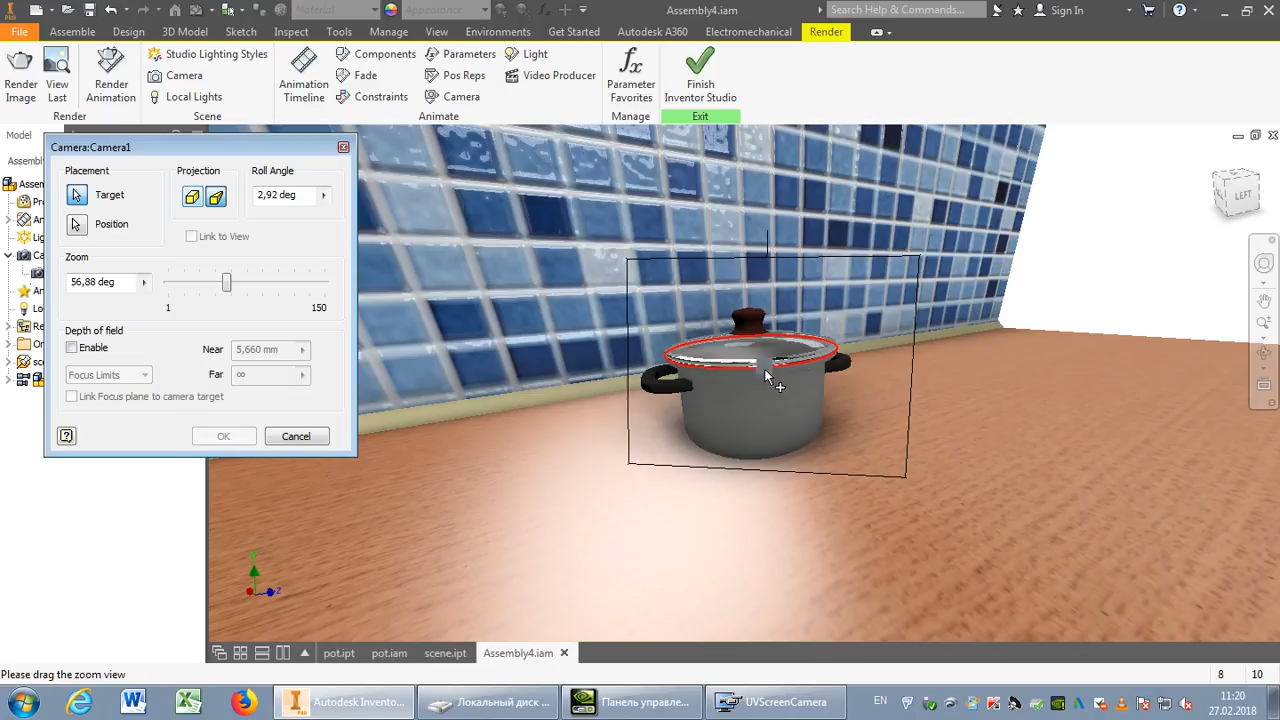 PRO
Material
Appearance
Assembly4.iam
Search Help & Commands...
Sign In
File
Assemble
Design
3D Model
Sketch
Inspect
Tools
Manage
View
Environments
Get Started
Autodesk A360
Electromechanical
Render
Render Image
View Last
Render Animation
Studio Lighting Styles
Camera
Local Lights
Animation Timeline
Components
Fade
Constraints
Parameters
Pos Reps
Camera
Light
Video Producer
Parameter Favorites
Finish Inventor Studio
Render
Scene
Animate
Manage
Exit
Model
Camera:Camera1
Placement
Target
Position
Projection
Link to View
Roll Angle
2,92 deg
Zoom
56,88 deg
1
150
Depth of field
Enable
Near
5,660 mm
Focus Limits
Far
∞
Link Focus plane to camera target
OK
Cancel
LEFT
Y
Z
pot.ipt
pot.iam
scene.ipt
Assembly4.iam
Please drag the zoom view
8
10
Autodesk Invento...
Локальный диск ...
Панель управле...
UVScreenCamera
EN
11:20
27.02.2018